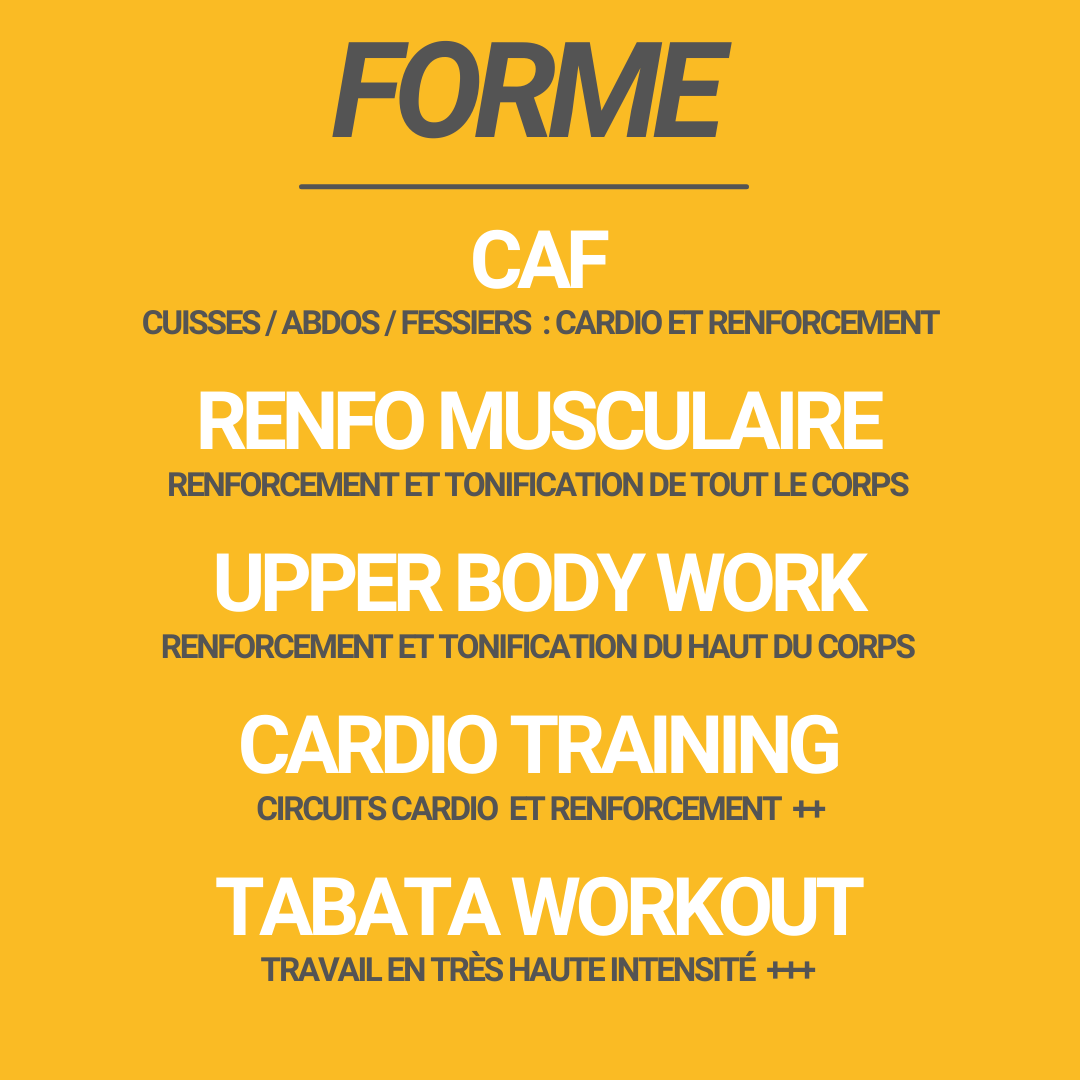 FORME
CAF
CUISSES / ABDOS / FESSIERS : CARDIO ET RENFORCEMENT
RENFO MUSCULAIRE
RENFORCEMENT ET TONIFICATION DE TOUT LE CORPS
UPPER BODY WORK
RENFORCEMENT ET TONIFICATION DU HAUT DU CORPS
CARDIO TRAINING
CIRCUITS CARDIO ET RENFORCEMENT ++
TABATA WORKOUT
TRAVAIL EN TRÈS HAUTE INTENSITÉ +++